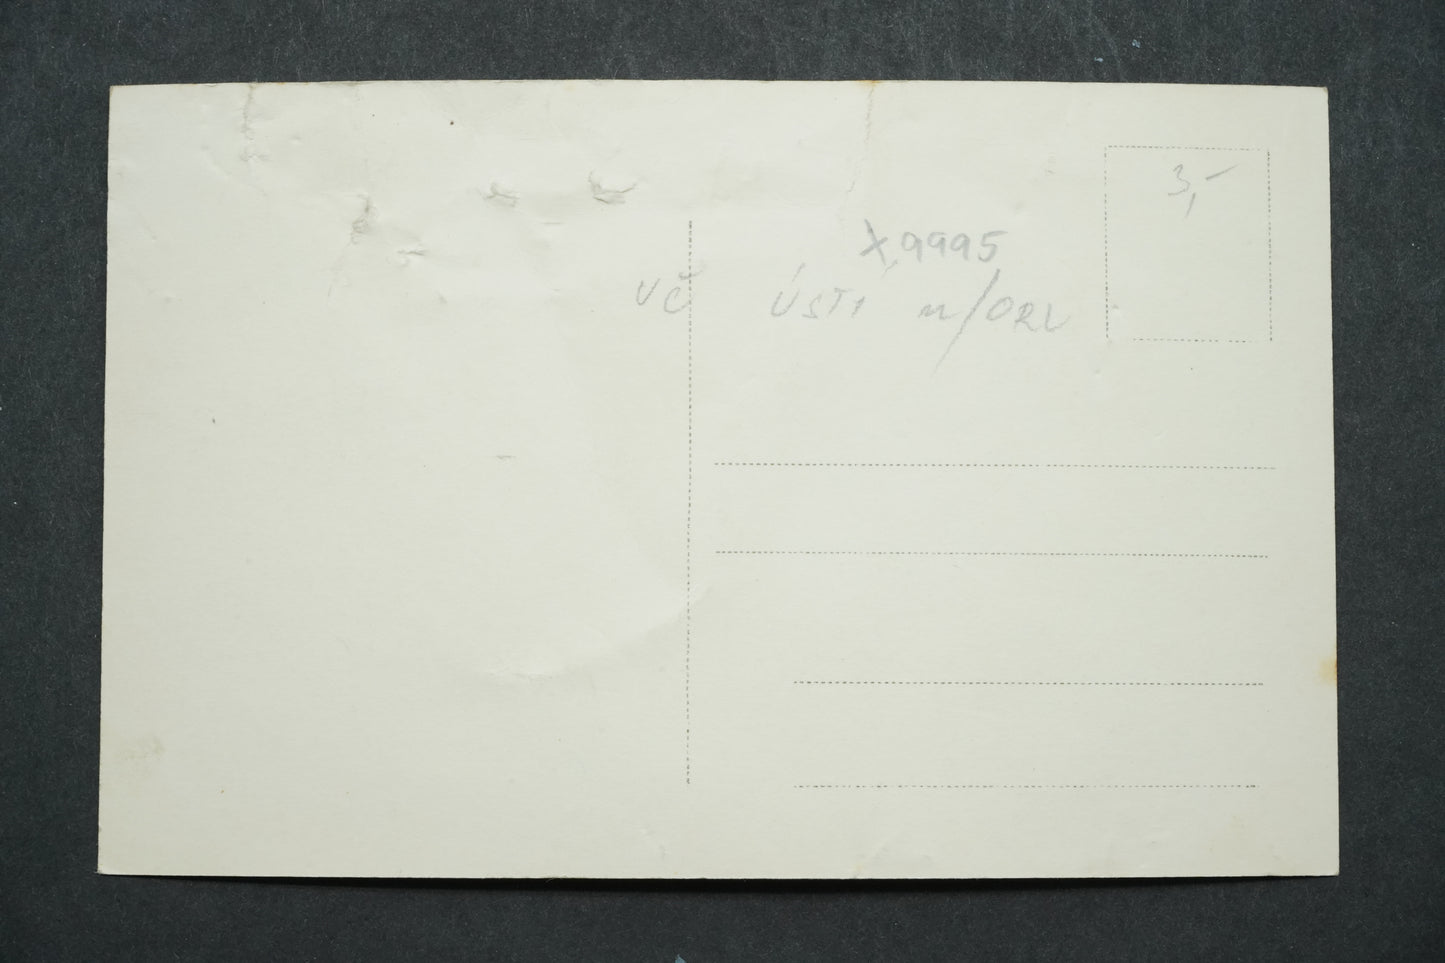 3,-
X 9995
VČ ÚSTÍ n/ORL